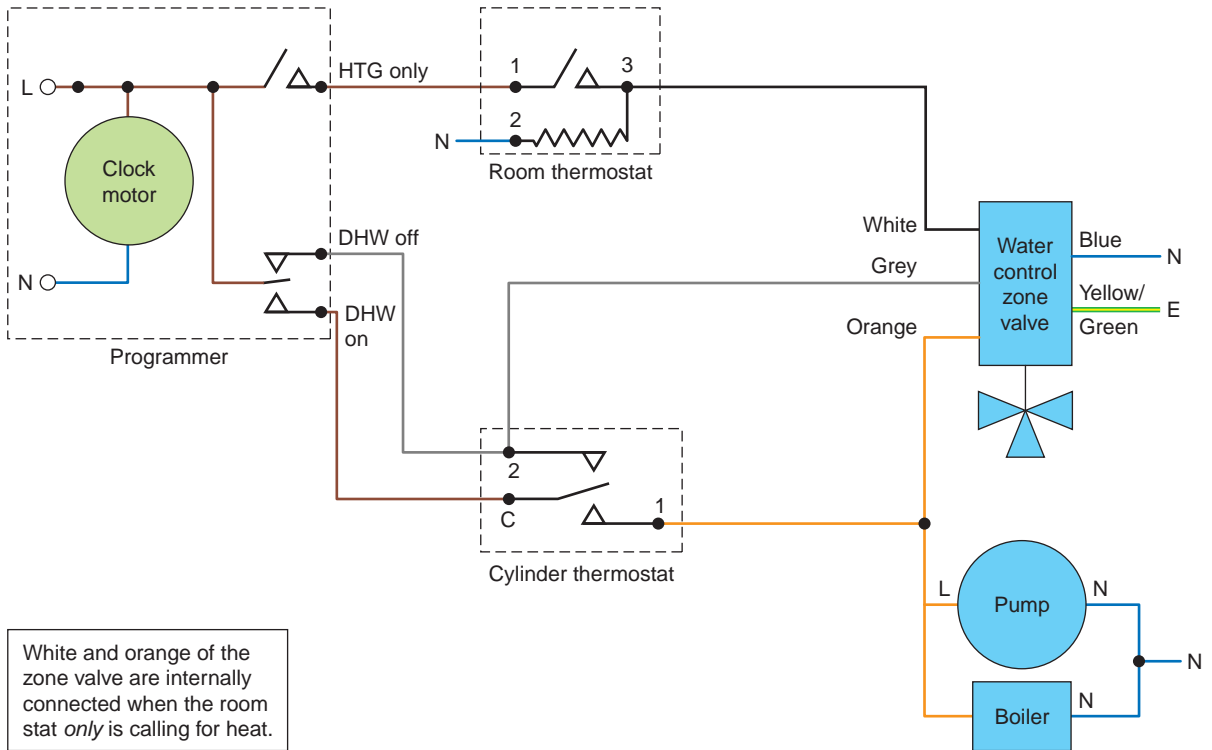 L
Clock
motor
N
HTG only
DHW off
DHW
on
Programmer
1
3
2
N
Room thermostat
White
Grey
Orange
Water
control
zone
valve
Blue
N
Yellow/
Green
E
2
C
1
Cylinder thermostat
L
Pump
N
N
Boiler
N
White and orange of the
zone valve are internally
connected when the room
stat only is calling for heat.